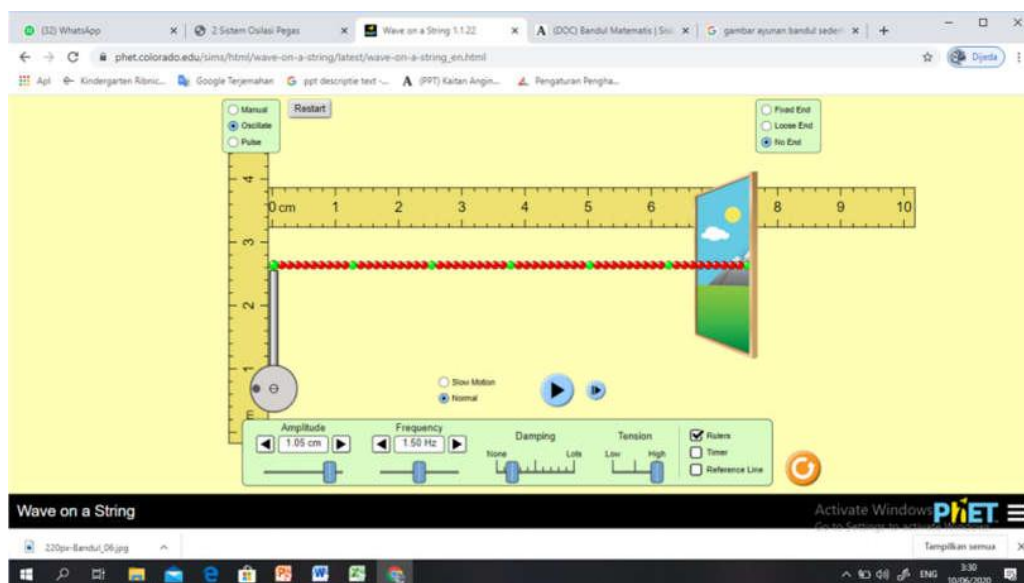 (32) WhatsApp
2 Sistem Osilasi Pegas
Wave on a String 1.1.22
(DOC) Bandul Matematis | Sis
gambar ayunan bandul seder
phet.colorado.edu/sims/html/wave-on-a-string/latest/wave-on-a-string_en.html
Dijeda
Apl
Kindergarten Ribnic...
Google Terjemahan
ppt descriptie text -...
(PPT) Kaitan Angin...
Pengaturan Pengha...
Manual
Oscillate
Pulse
Restart
Fixed End
Loose End
No End
4
3
2
1
0 cm 1 2 3 4 5 6 8 9 10
Slow Motion
Normal
Amplitude
1.05 cm
Frequency
1.50 Hz
Damping
None Lots
Tension
Low High
Rulers
Timer
Reference Line
Wave on a String
Activate Windows
Go to Settings to activate Windows.
PhET
220px-Bandul_06.jpg
Tampilkan semua
ENG
3:30
10/06/2020